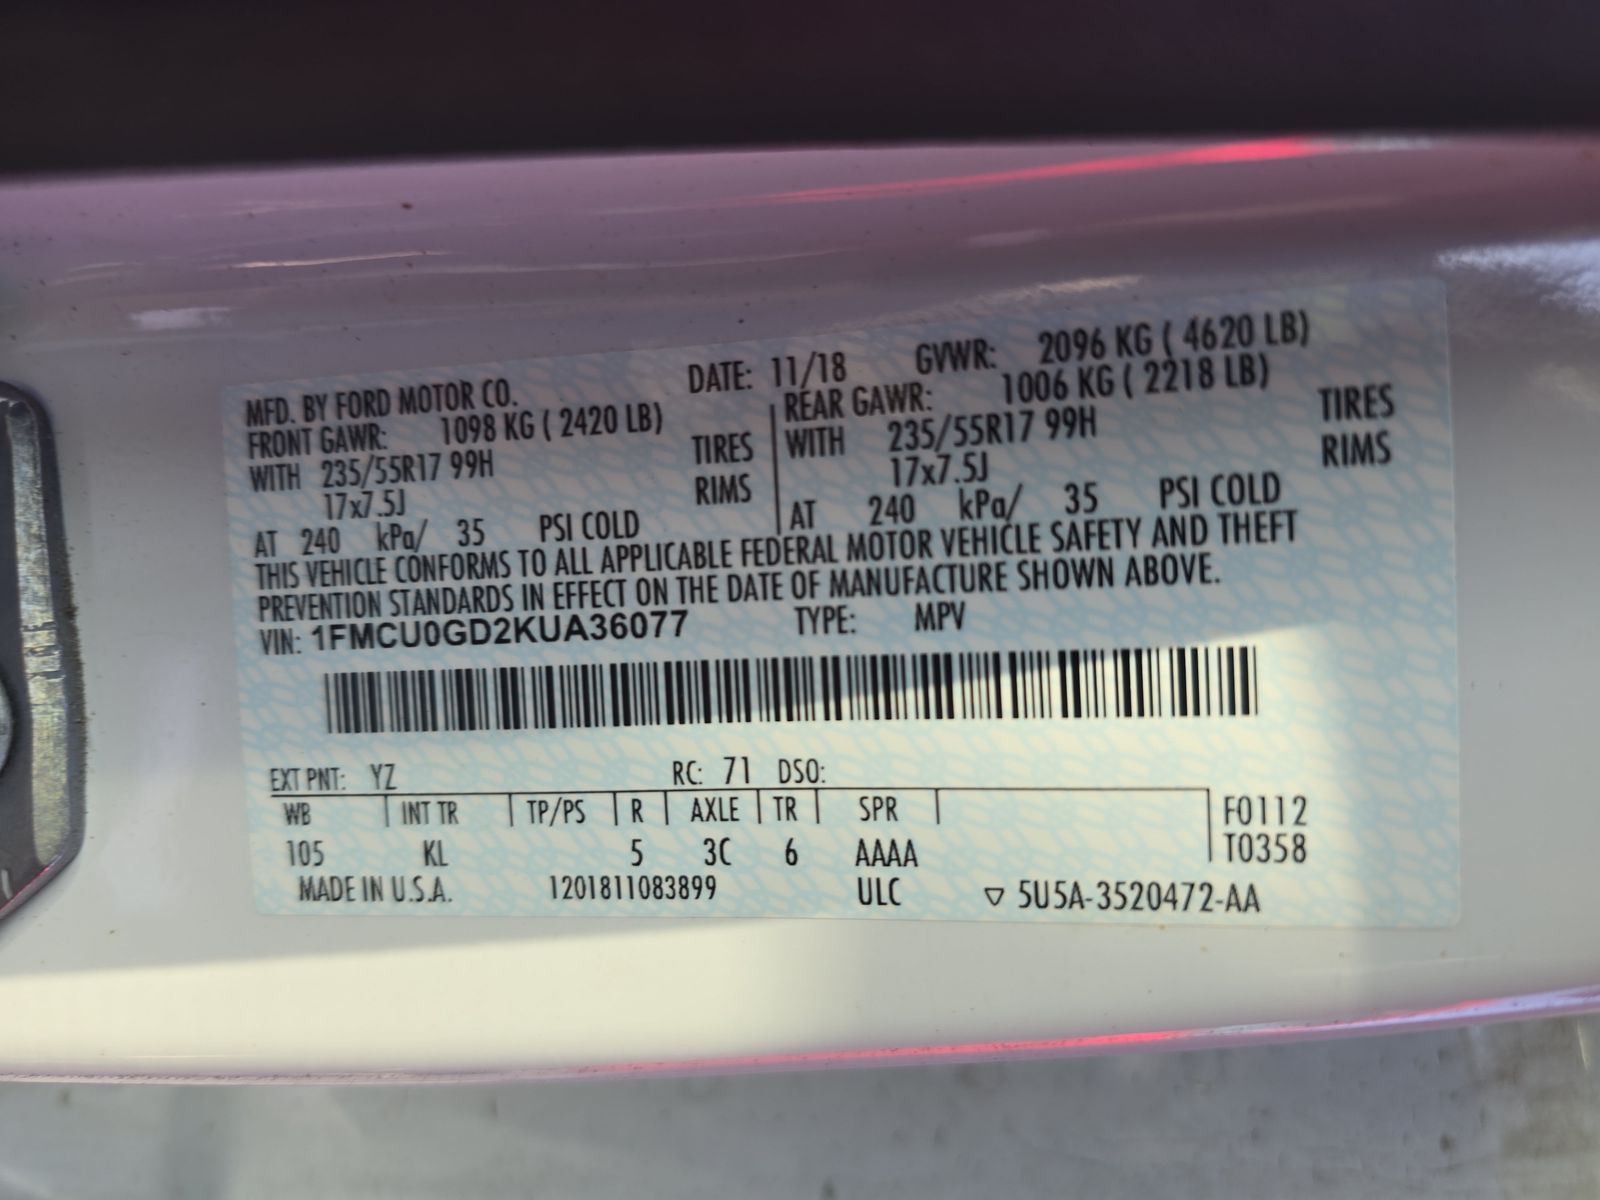 MFD. BY FORD MOTOR CO. DATE: 11/18 GVWR: 2096 KG ( 4620 LB)
FRONT GAWR: 1098 KG ( 2420 LB) REAR GAWR: 1006 KG ( 2218 LB)
WITH 235/55R17 99H TIRES WITH 235/55R17 99H TIRES
17x7.5J RIMS 17x7.5J RIMS
AT 240 kPa/ 35 PSI COLD AT 240 kPa/ 35 PSI COLD
THIS VEHICLE CONFORMS TO ALL APPLICABLE FEDERAL MOTOR VEHICLE SAFETY AND THEFT
PREVENTION STANDARDS IN EFFECT ON THE DATE OF MANUFACTURE SHOWN ABOVE.
VIN: 1FMCU0GD2KUA36077 TYPE: MPV
EXT PNT: YZ RC: 71 DSO:
WB INT TR TP/PS R AXLE TR SPR F0112
105 KL 5 3C 6 AAAA T0358
MADE IN U.S.A. 1201811083899 ULC ▽ 5U5A-3520472-AA